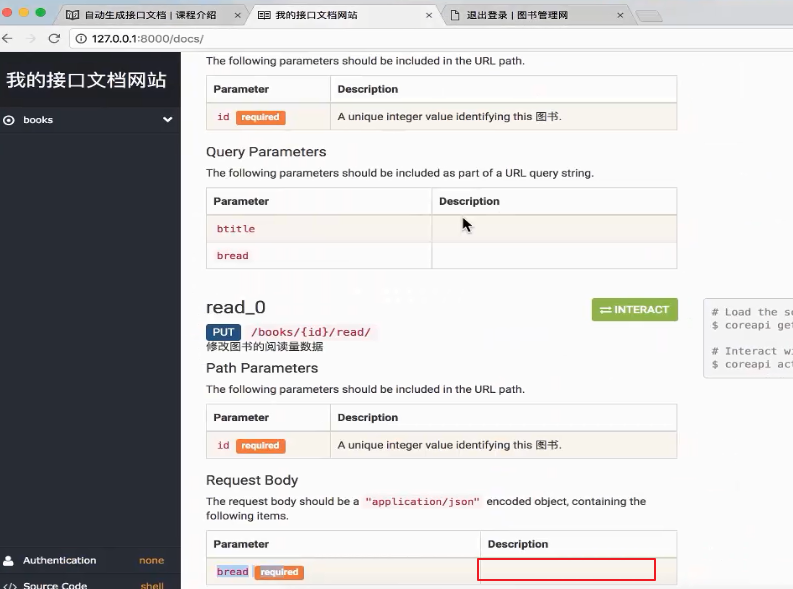 自动生成接口文档 | 课程介绍
我的接口文档网站
退出登录 | 图书管理网
127.0.0.1:8000/docs/
我的接口文档网站
books
The following parameters should be included in the URL path.
Parameter Description
id required A unique integer value identifying this 图书.
Query Parameters
The following parameters should be included as part of a URL query string.
Parameter Description
btitle
bread
read_0
INTERACT
PUT /books/{id}/read/
修改图书的阅读量数据
Path Parameters
The following parameters should be included in the URL path.
Parameter Description
id required A unique integer value identifying this 图书.
Request Body
The request body should be a "application/json" encoded object, containing the
following items.
Parameter Description
bread required
# Load the
$ coreapi
# Interact
$ coreapi
Authentication none
Source Code shell